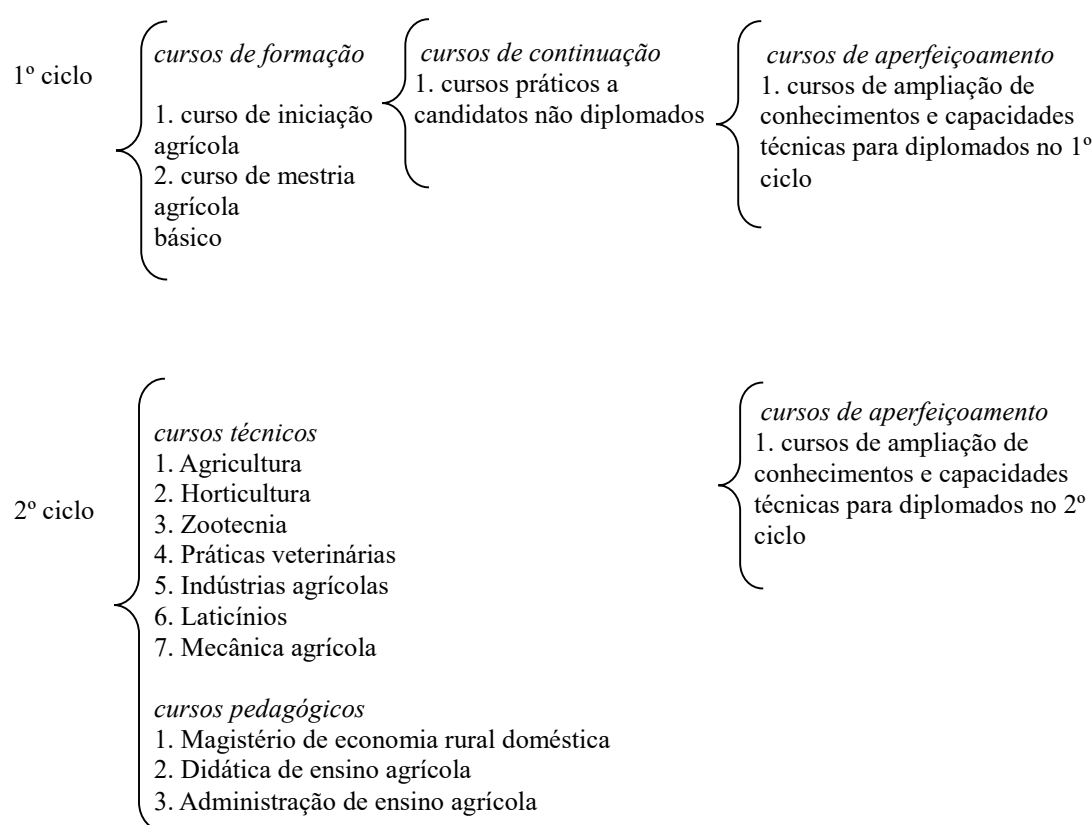 1º ciclo
cursos de formação
1. curso de iniciação
agrícola
2. curso de mestria
agrícola
básico
cursos de continuação
1. cursos práticos a
candidatos não diplomados
cursos de aperfeiçoamento
1. cursos de ampliação de
conhecimentos e capacidades
técnicas para diplomados no 1º
ciclo
2º ciclo
cursos técnicos
1. Agricultura
2. Horticultura
3. Zootecnia
4. Práticas veterinárias
5. Indústrias agrícolas
6. Laticínios
7. Mecânica agrícola
cursos pedagógicos
1. Magistério de economia rural doméstica
2. Didática de ensino agrícola
3. Administração de ensino agrícola
cursos de aperfeiçoamento
1. cursos de ampliação de
conhecimentos e capacidades
técnicas para diplomados no 2º
ciclo